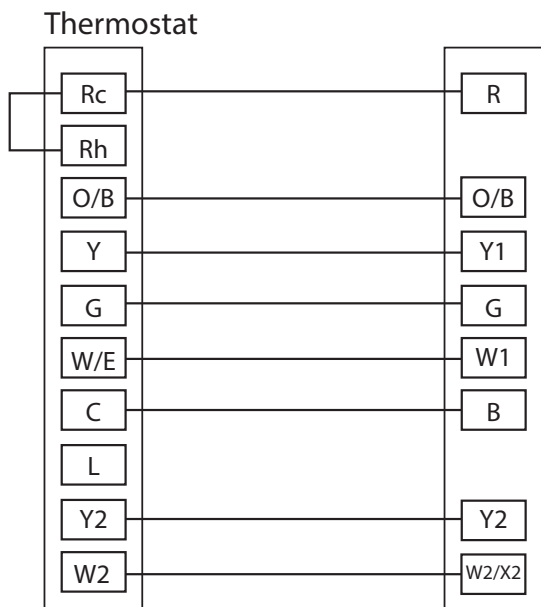 Thermostat
Rc R
Rh
O/B O/B
Y Y1
G G
W/E W1
C B
L
Y2 Y2
W2 W2/X2